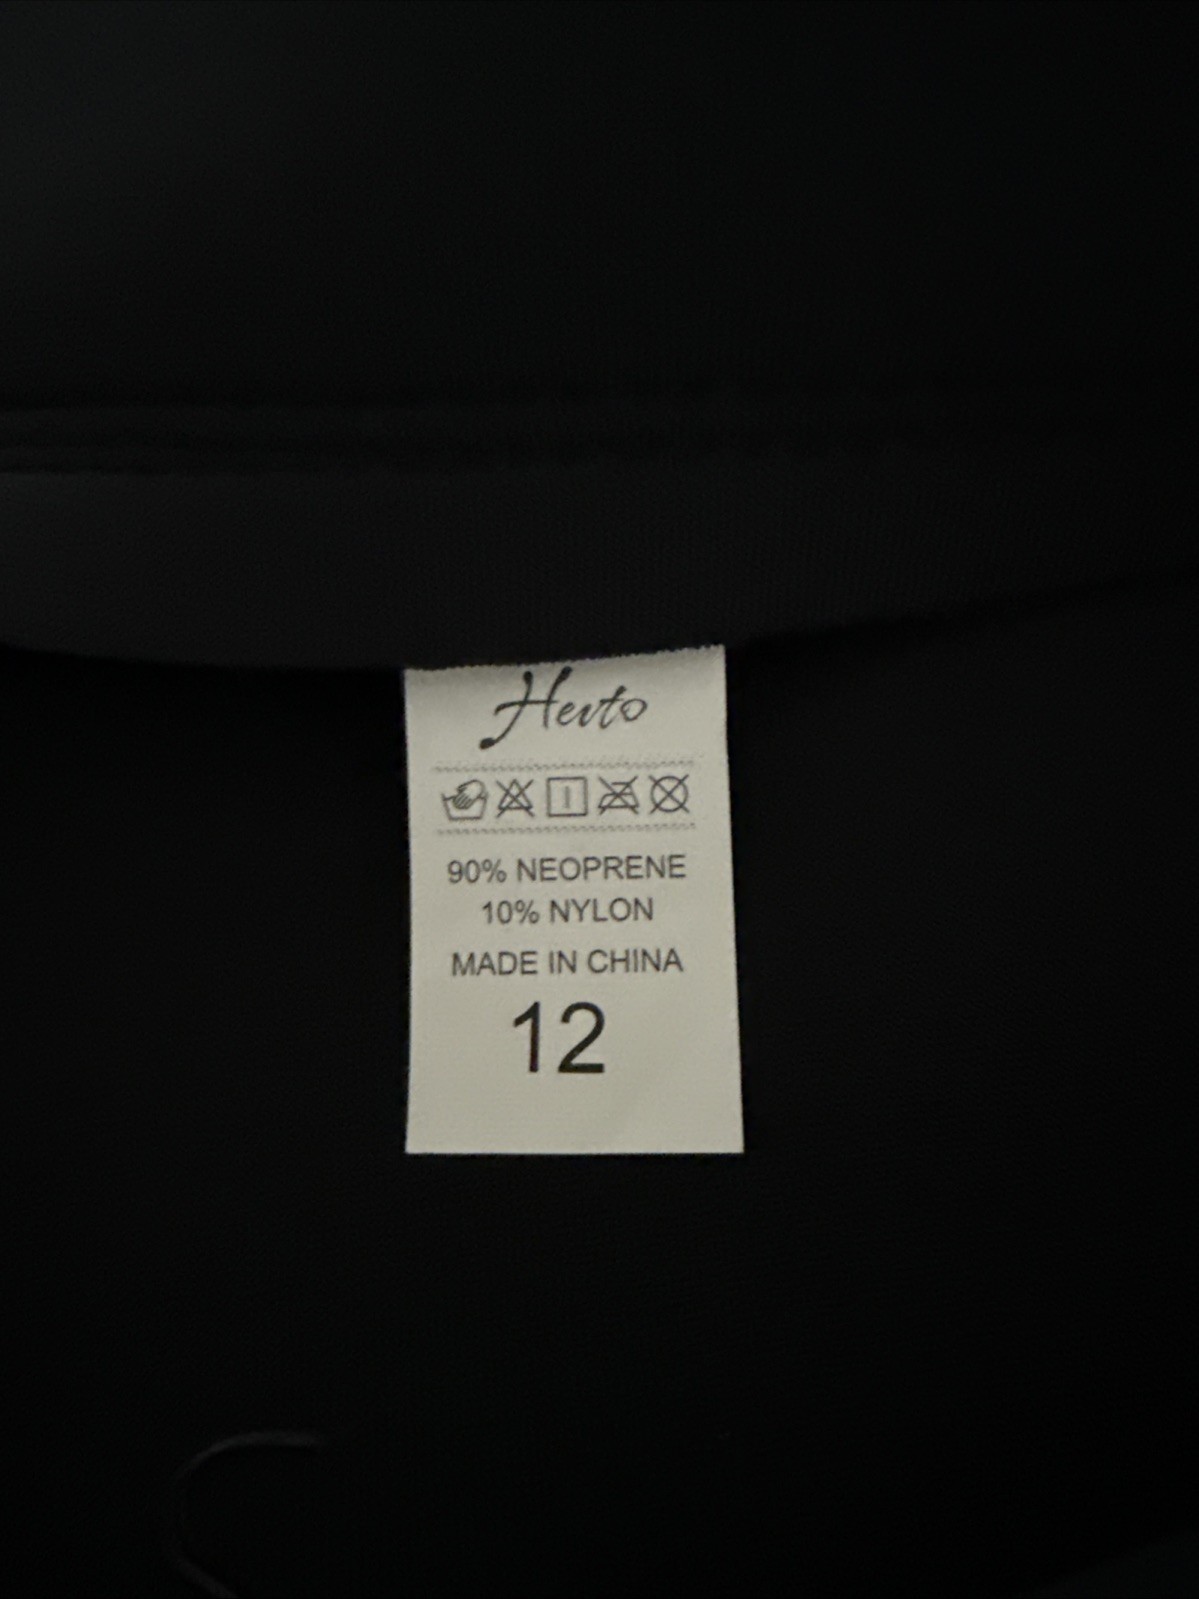 Hevto
90% NEOPRENE
10% NYLON
MADE IN CHINA
12